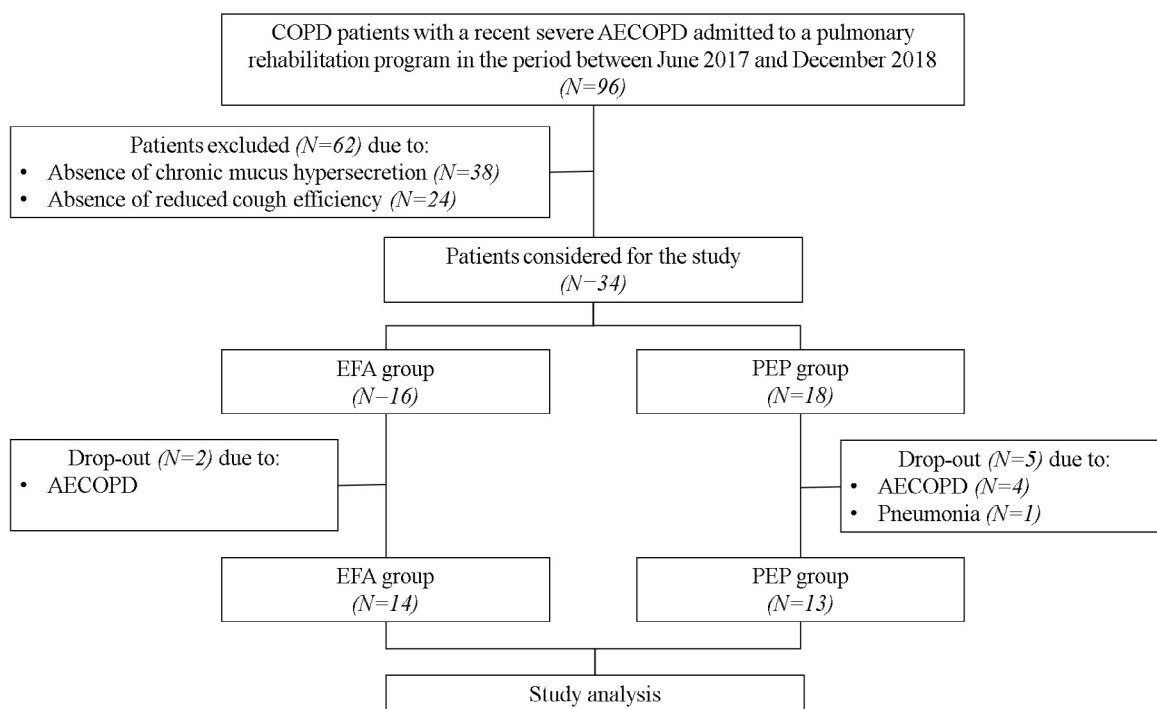 COPD patients with a recent severe AECOPD admitted to a pulmonary
rehabilitation program in the period between June 2017 and December 2018
(N=96)
Patients excluded (N=62) due to:
• Absence of chronic mucus hypersecretion (N=38)
• Absence of reduced cough efficiency (N=24)
Patients considered for the study
(N=34)
EFA group
(N=16)
PEP group
(N=18)
Drop-out (N=2) due to:
• AECOPD
Drop-out (N=5) due to:
• AECOPD (N=4)
• Pneumonia (N=1)
EFA group
(N=14)
PEP group
(N=13)
Study analysis